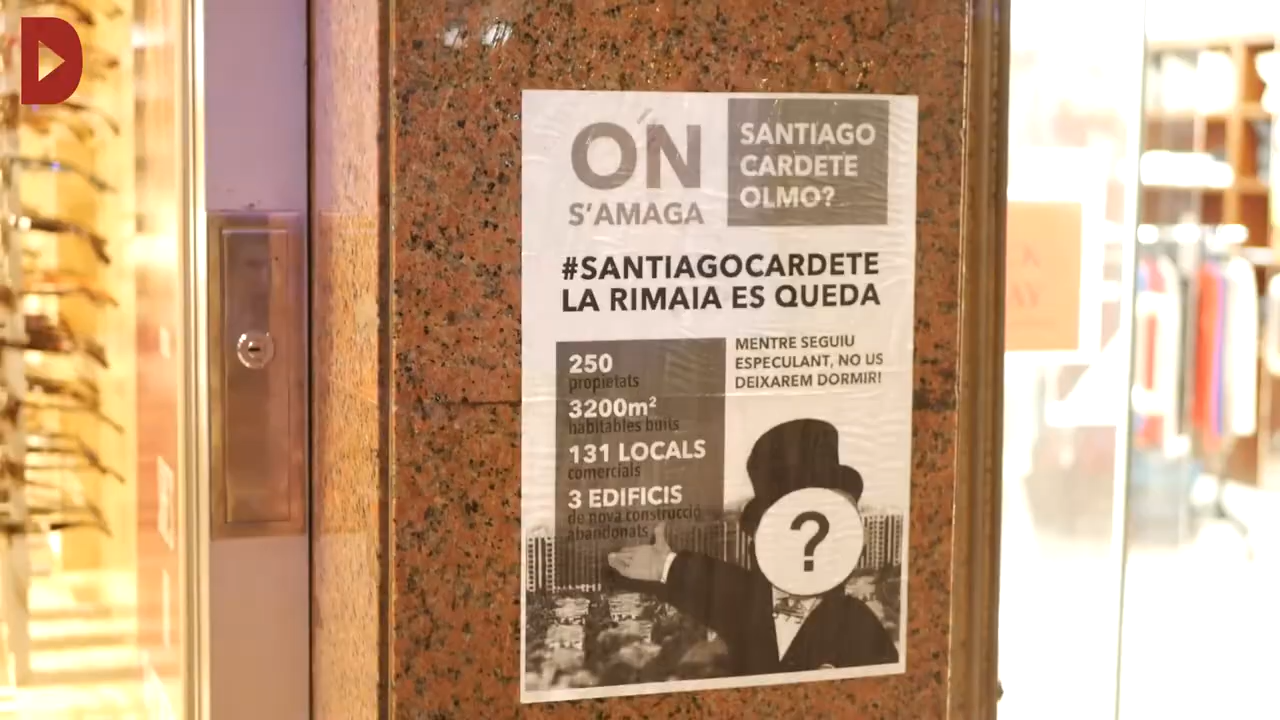 ÓN
S'AMAGA
SANTIAGO
CARDETE
OLMO?
#SANTIAGOCARDETE
LA RIMAIA ES QUEDA
250
propietats
3200m²
habitables buits
131 LOCALS
comercials
3 EDIFICIS
de nova construcció
abandonats
MENTRE SEGUIU
ESPECULANT, NO US
DEIXAREM DORMIR!
?
D